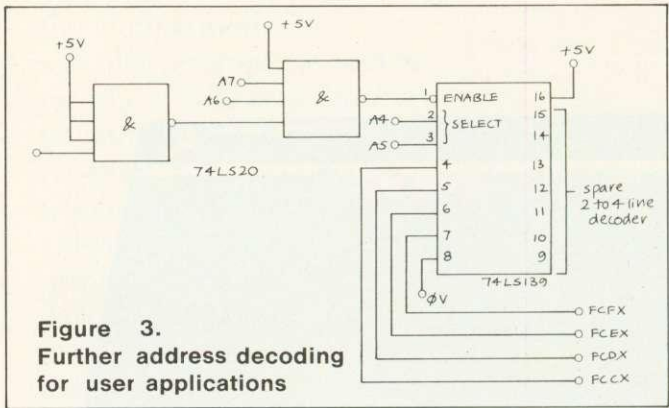 +5V
+5V
+5V
&
&
A7
A6
1
ENABLE
16
A4
2
SELECT
15
A5
3
14
74LS20
4
13
5
12
6
11
7
10
8
9
spare
2 to 4 line
decoder
ØV
74LS139
FCFX
FCEX
FCDX
FCCX
Figure 3.
Further address decoding
for user applications